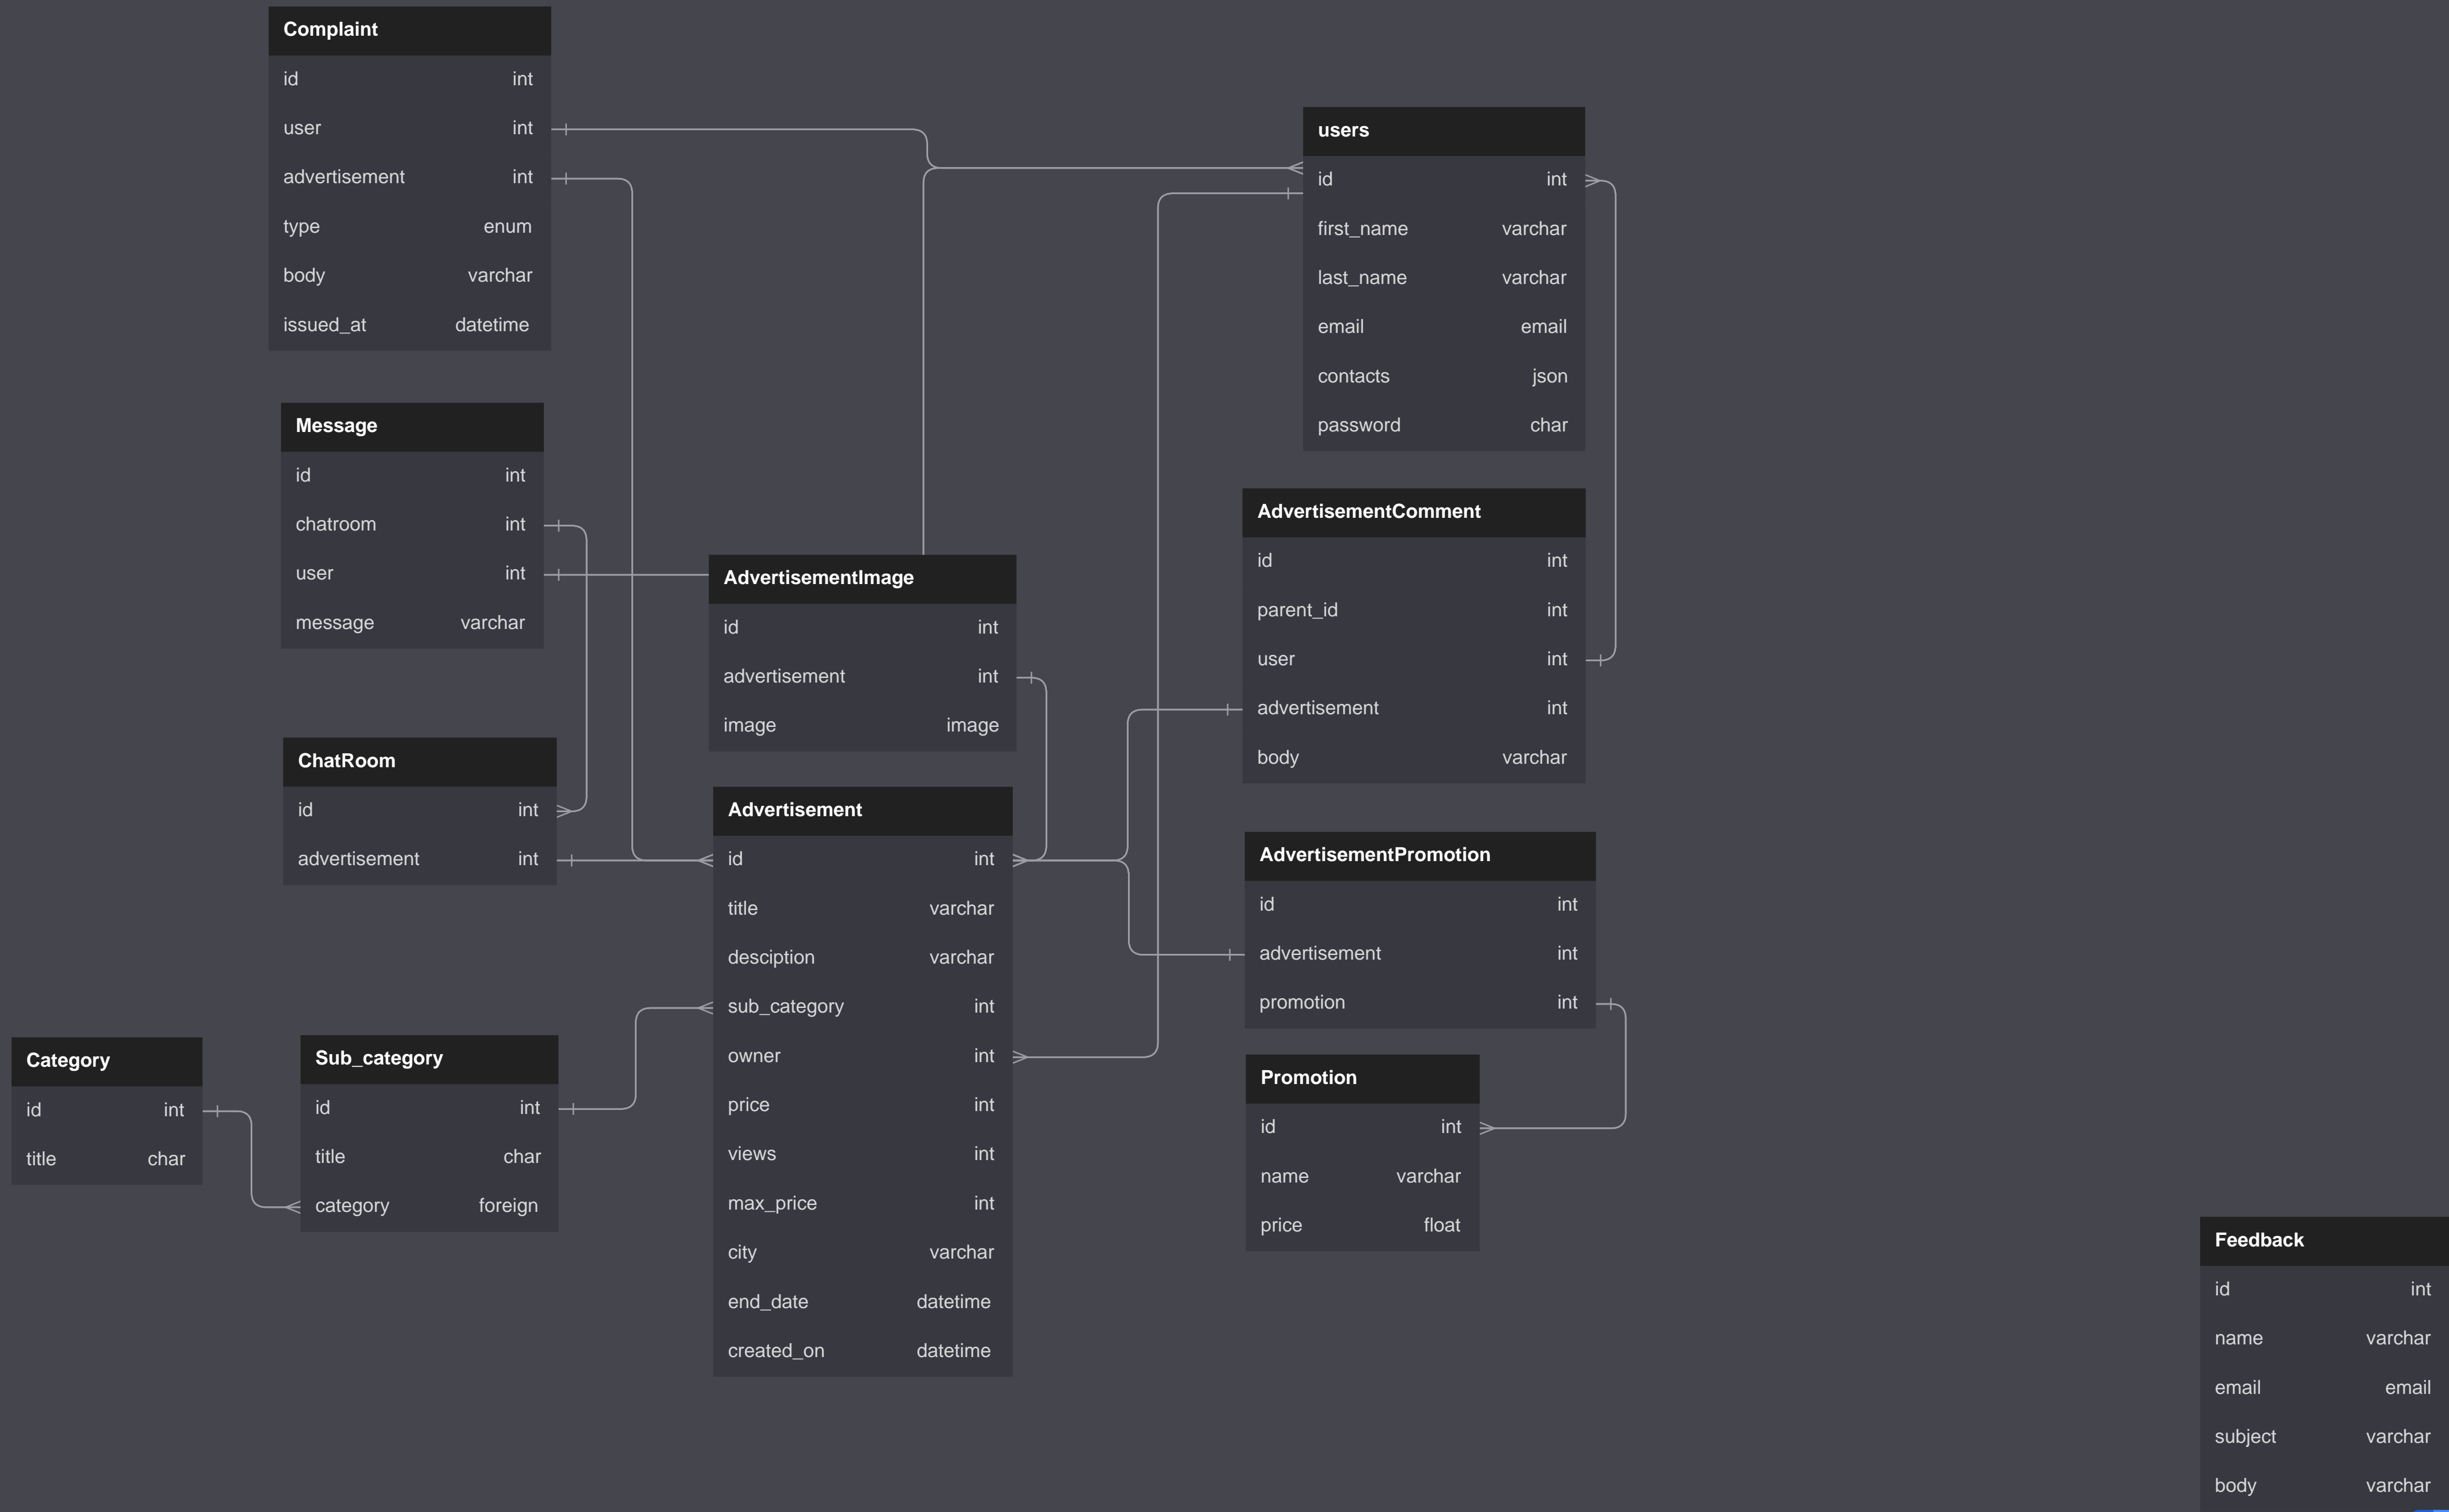 Complaint
id int
user int
advertisement int
type enum
body varchar
issued_at datetime
Message
id int
chatroom int
user int
message varchar
ChatRoom
id int
advertisement int
Category
id int
title char
Sub_category
id int
title char
category foreign
AdvertisementImage
id int
advertisement int
image image
Advertisement
id int
title varchar
desciption varchar
sub_category int
owner int
price int
views int
max_price int
city varchar
end_date datetime
created_on datetime
users
id int
first_name varchar
last_name varchar
email email
contacts json
password char
AdvertisementComment
id int
parent_id int
user int
advertisement int
body varchar
AdvertisementPromotion
id int
advertisement int
promotion int
Promotion
id int
name varchar
price float
Feedback
id int
name varchar
email email
subject varchar
body varchar